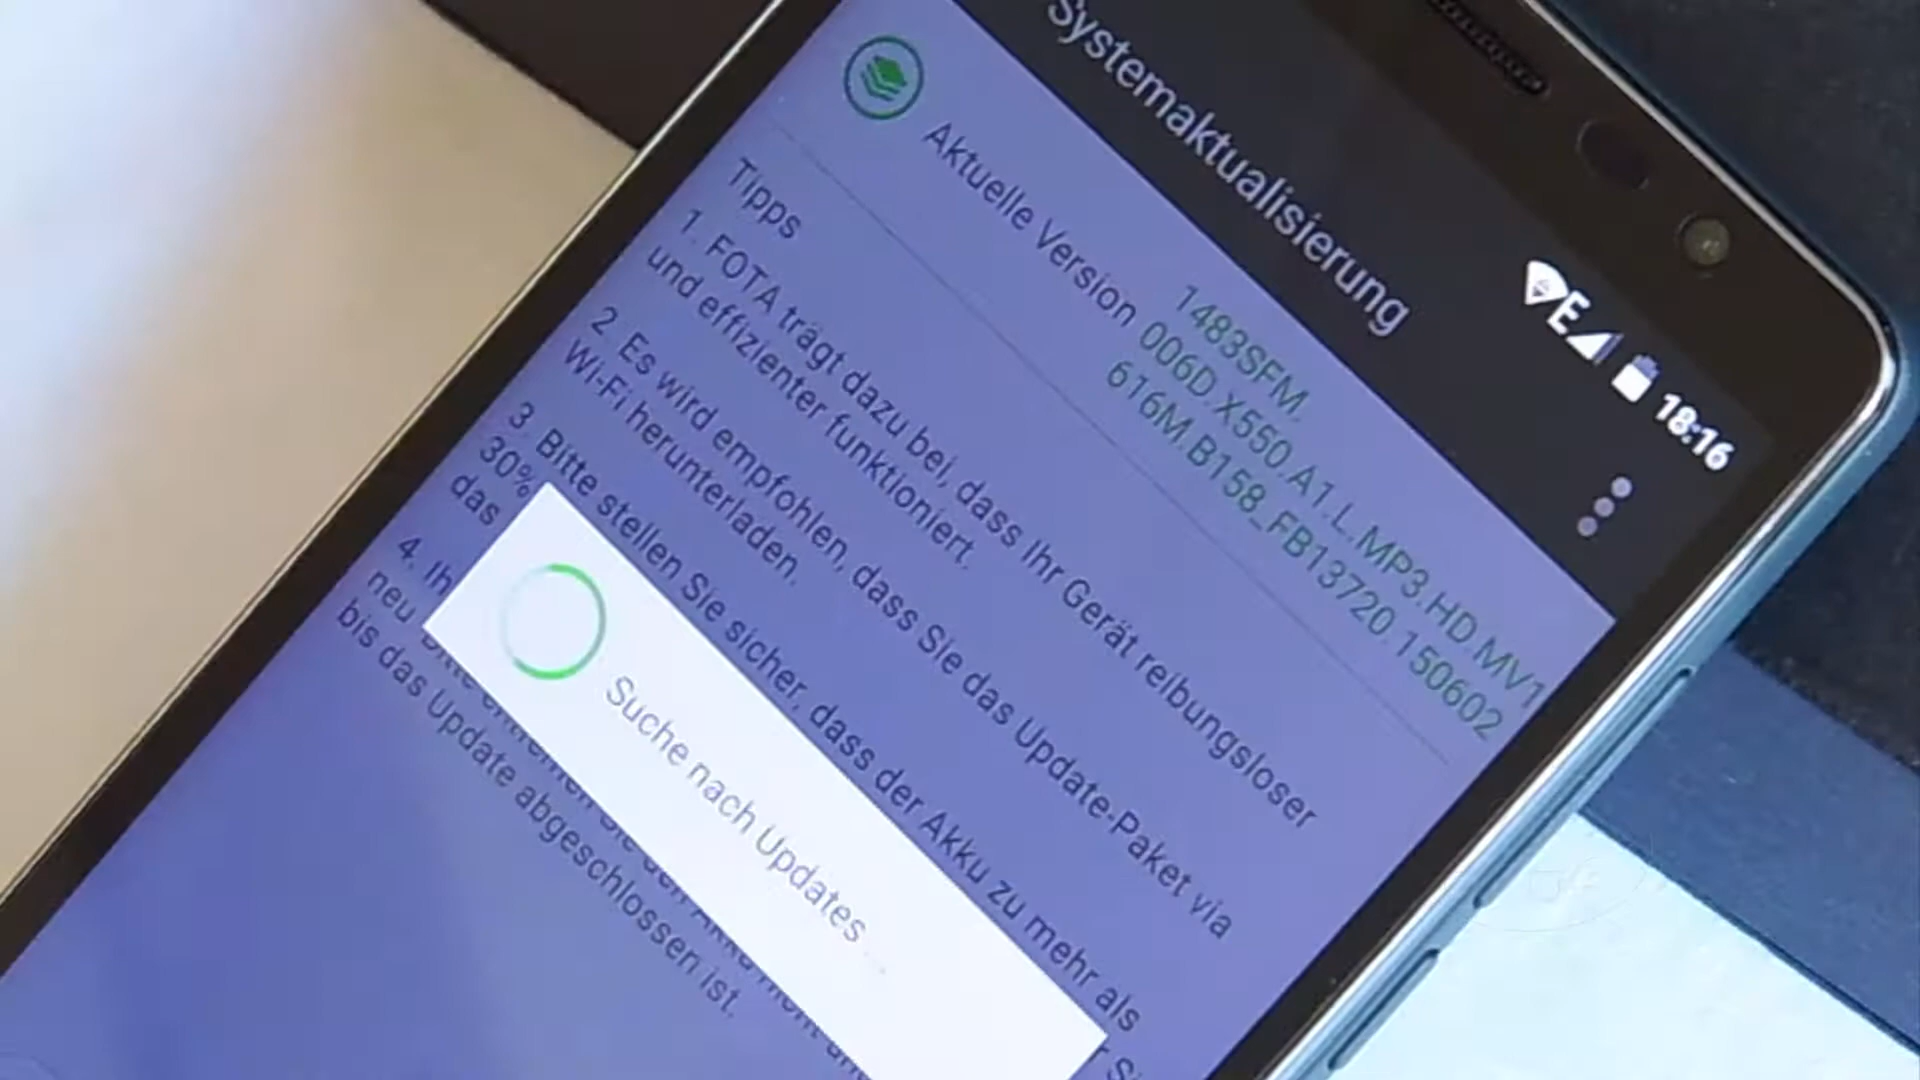 E 18:16
Systemaktualisierung
1483SFM.
Aktuelle Version 006D X550.A1.L.MP3.HD MV1
616M.B158_FB13720.150602
Tipps
1. FOTA trägt dazu bei, dass Ihr Gerät reibungsloser
und effizienter funktioniert.
2. Es wird empfohlen, dass Sie das Update-Paket via
Wi-Fi herunterladen.
3. Bitte stellen Sie sicher, dass der Akku zu mehr als
30%
das
4. Ih
neu
bis das Update abgeschlossen ist.
Suche nach Updates ...